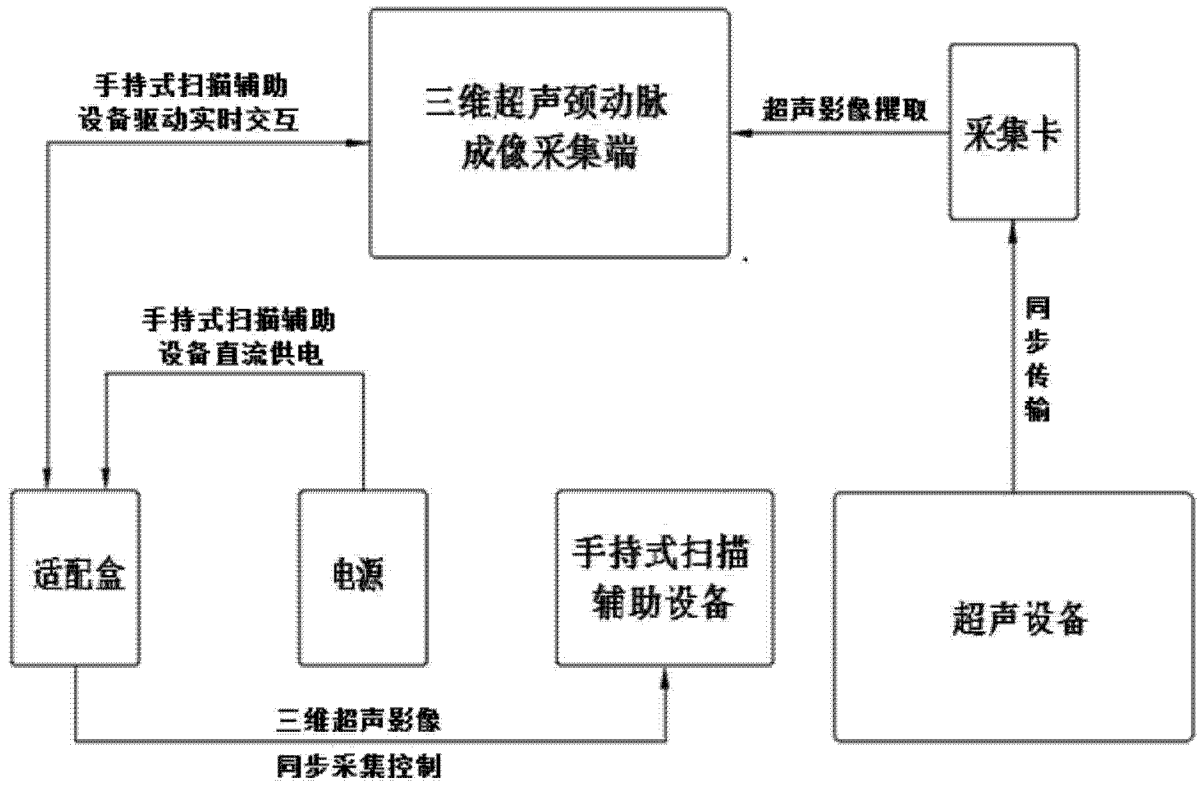 手持式扫描辅助
设备驱动实时交互
三维超声颈动脉
成像采集端
超声影像攫取
采集卡
同步传输
手持式扫描辅助
设备直流供电
适配盒
电源
手持式扫描
辅助设备
超声设备
三维超声影像
同步采集控制